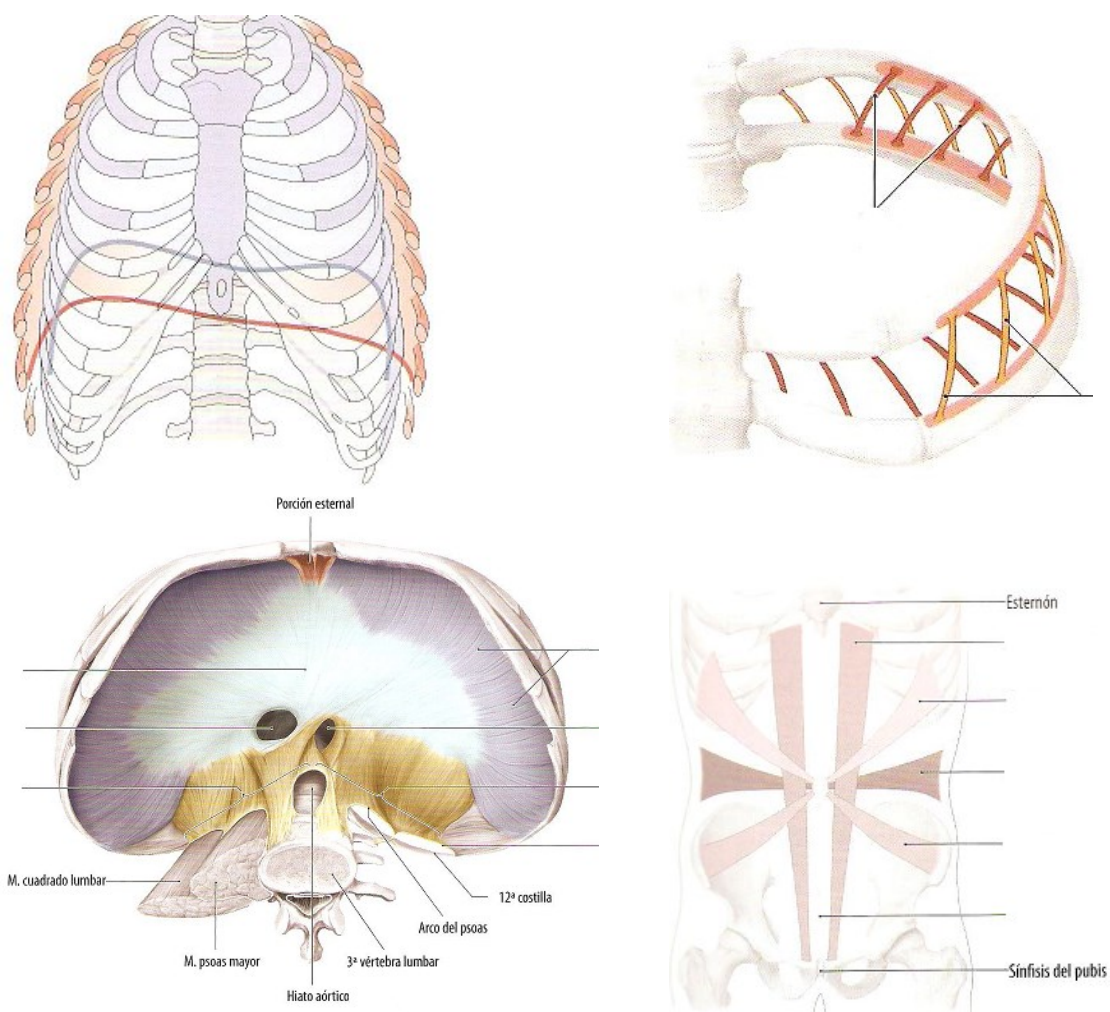 Porción esternal
Esternón
M. cuadrado lumbar
12ª costilla
Arco del psoas
M. psoas mayor
3ª vértebra lumbar
Hiato aórtico
Sínfisis del pubis